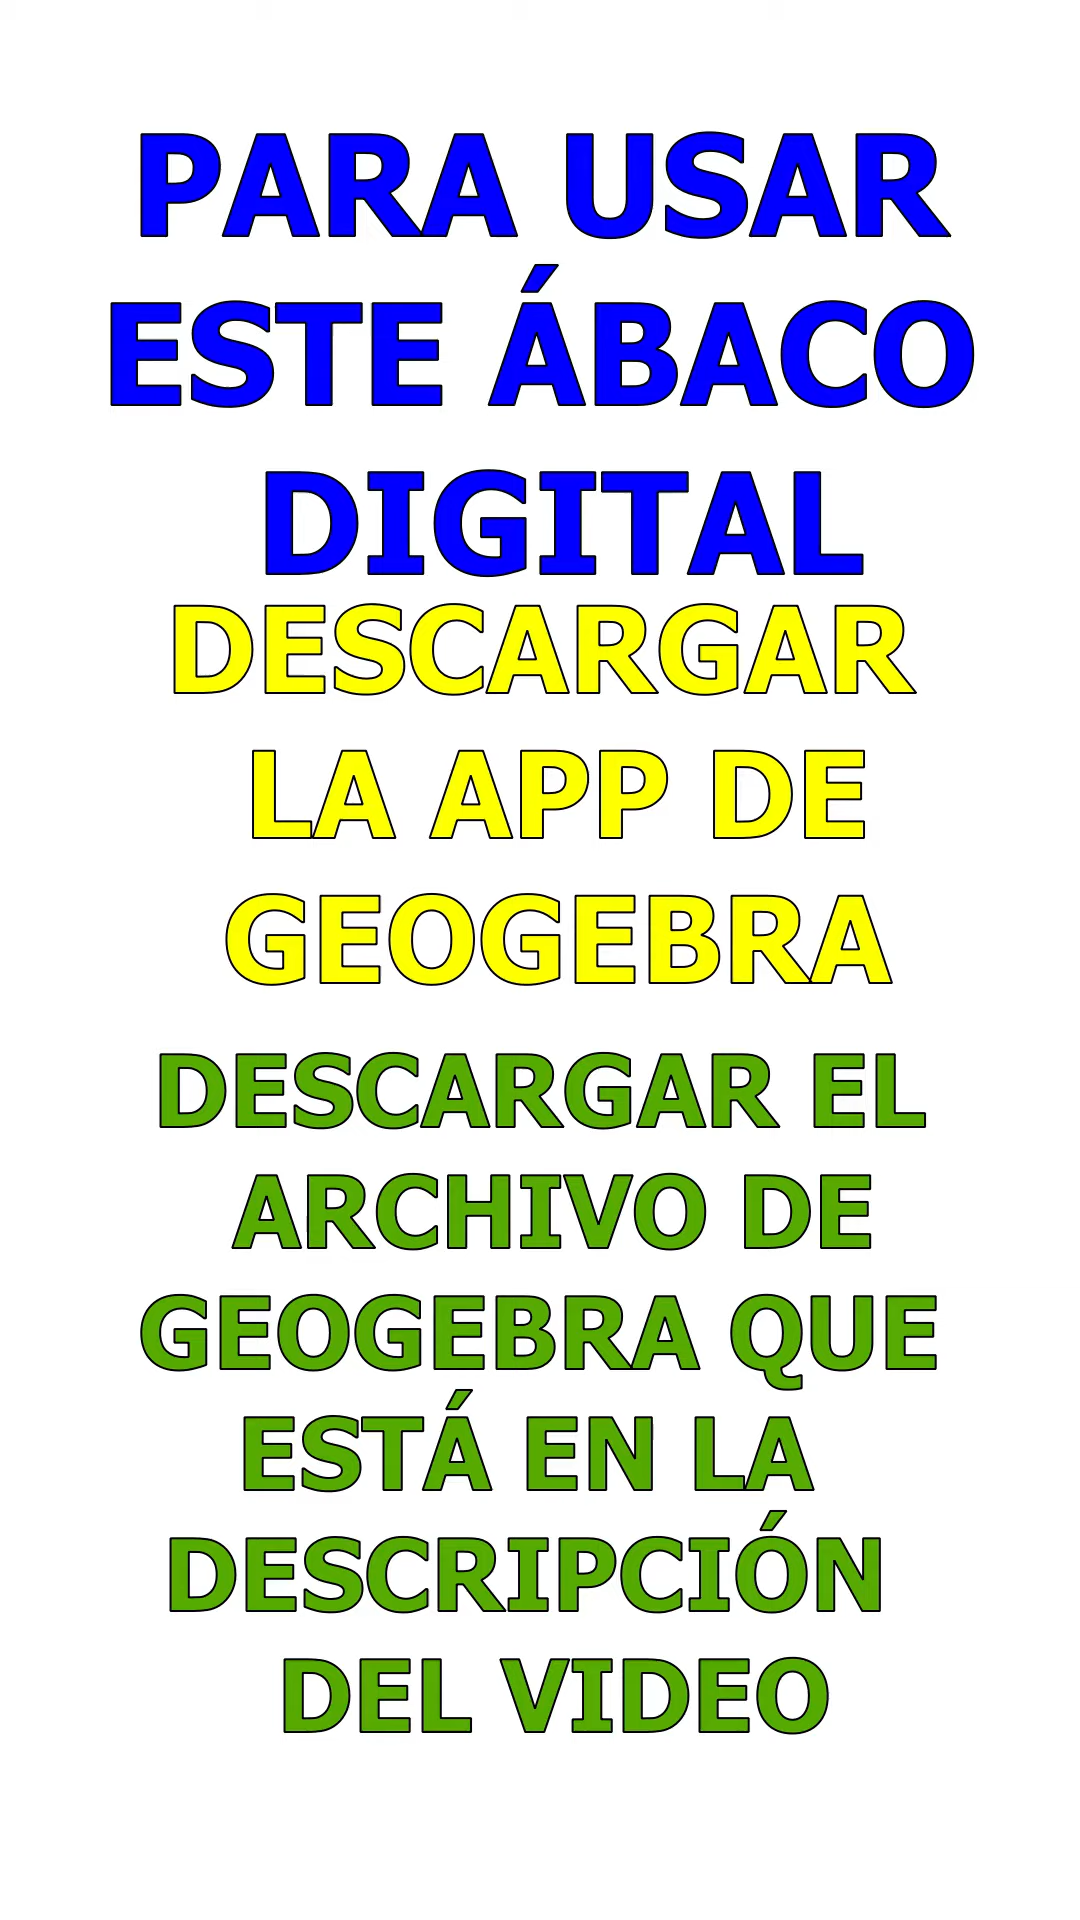 PARA USAR
ESTE ÁBACO
DIGITAL
DESCARGAR
LA APP DE
GEOGEBRA
DESCARGAR EL
ARCHIVO DE
GEOGEBRA QUE
ESTÁ EN LA
DESCRIPCIÓN
DEL VIDEO